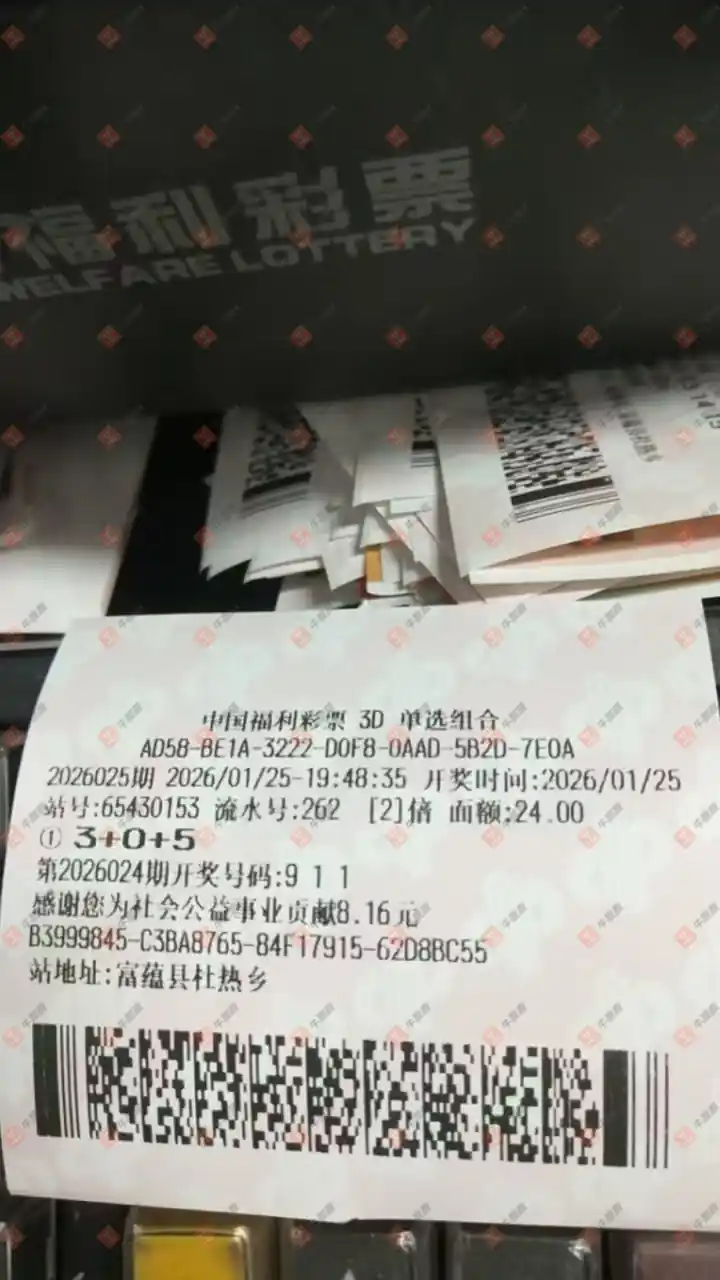 福利彩票
WELFARE LOTTERY
中国福利彩票 3D 单选组合
AD58-BE1A-3222-D0F8-0AAD-5B2D-7E0A
2026025期 2026/01/25-19:48:35 开奖时间:2026/01/25
站号:65430153 流水号:262 [2]倍 面额:24.00
① 3+0+5
第2026024期开奖号码:9 1 1
感谢您为社会公益事业贡献8.16元
B3999845-C3BA8765-84F17915-62D8BC55
站地址:富蕴县杜热乡